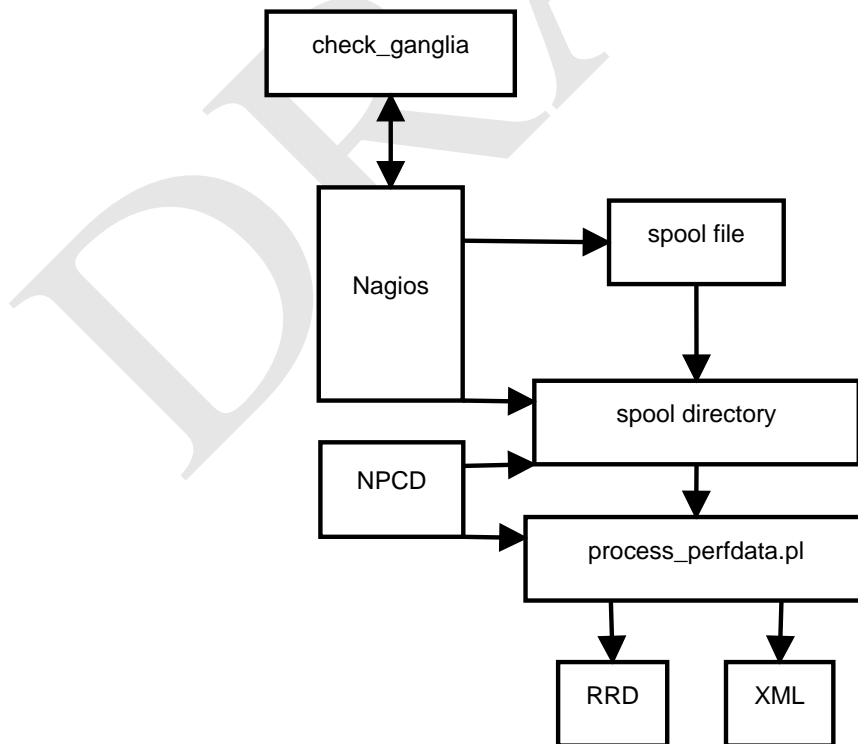 check_ganglia
Nagios
spool file
spool directory
NPCD
process_perfdata.pl
RRD
XML